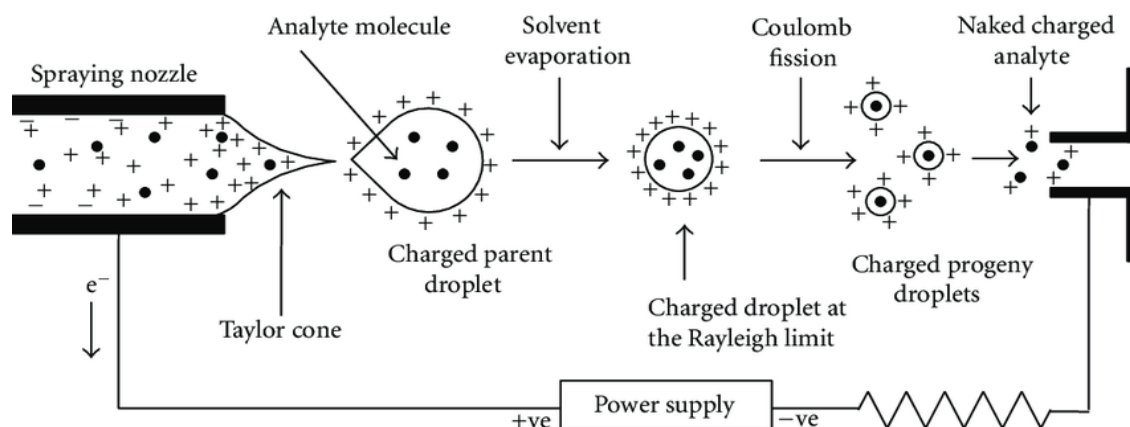 Analyte molecule
Solvent
evaporation
Coulomb
fission
Naked charged
analyte
Spraying nozzle
Charged parent
droplet
Charged progeny
droplets
e⁻
Taylor cone
Charged droplet at
the Rayleigh limit
+ve
Power supply
−ve